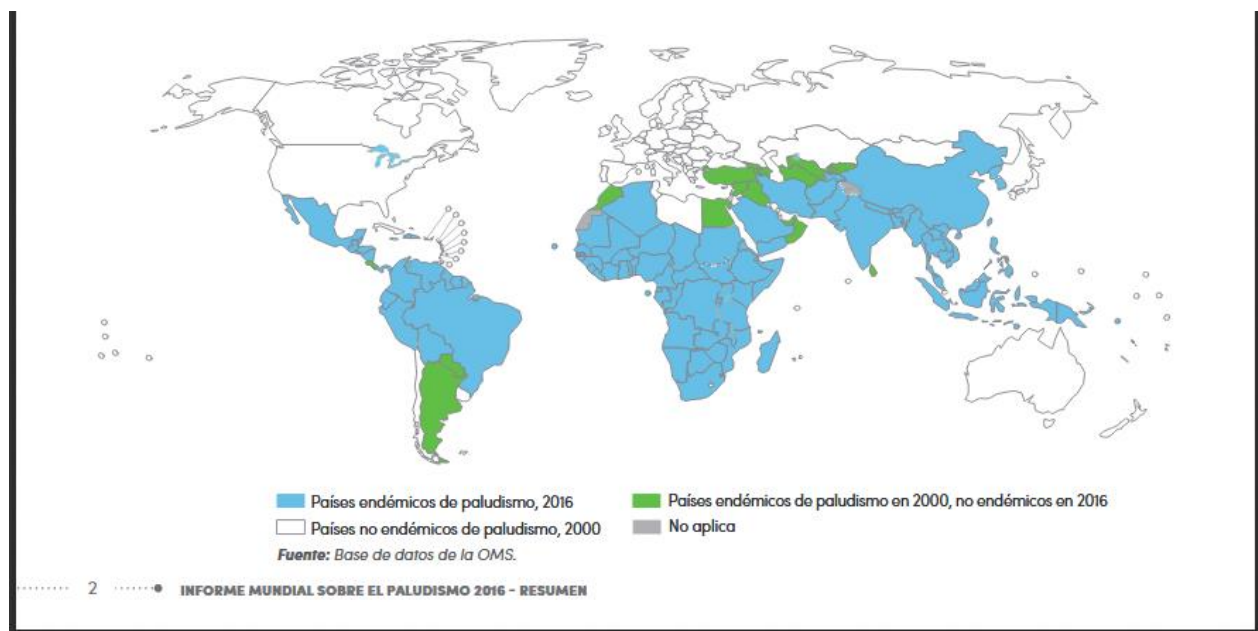 Países endémicos de paludismo, 2016
Países endémicos de paludismo en 2000, no endémicos en 2016
Países no endémicos de paludismo, 2000
No aplica
Fuente: Base de datos de la OMS.
2 INFORME MUNDIAL SOBRE EL PALUDISMO 2016 - RESUMEN